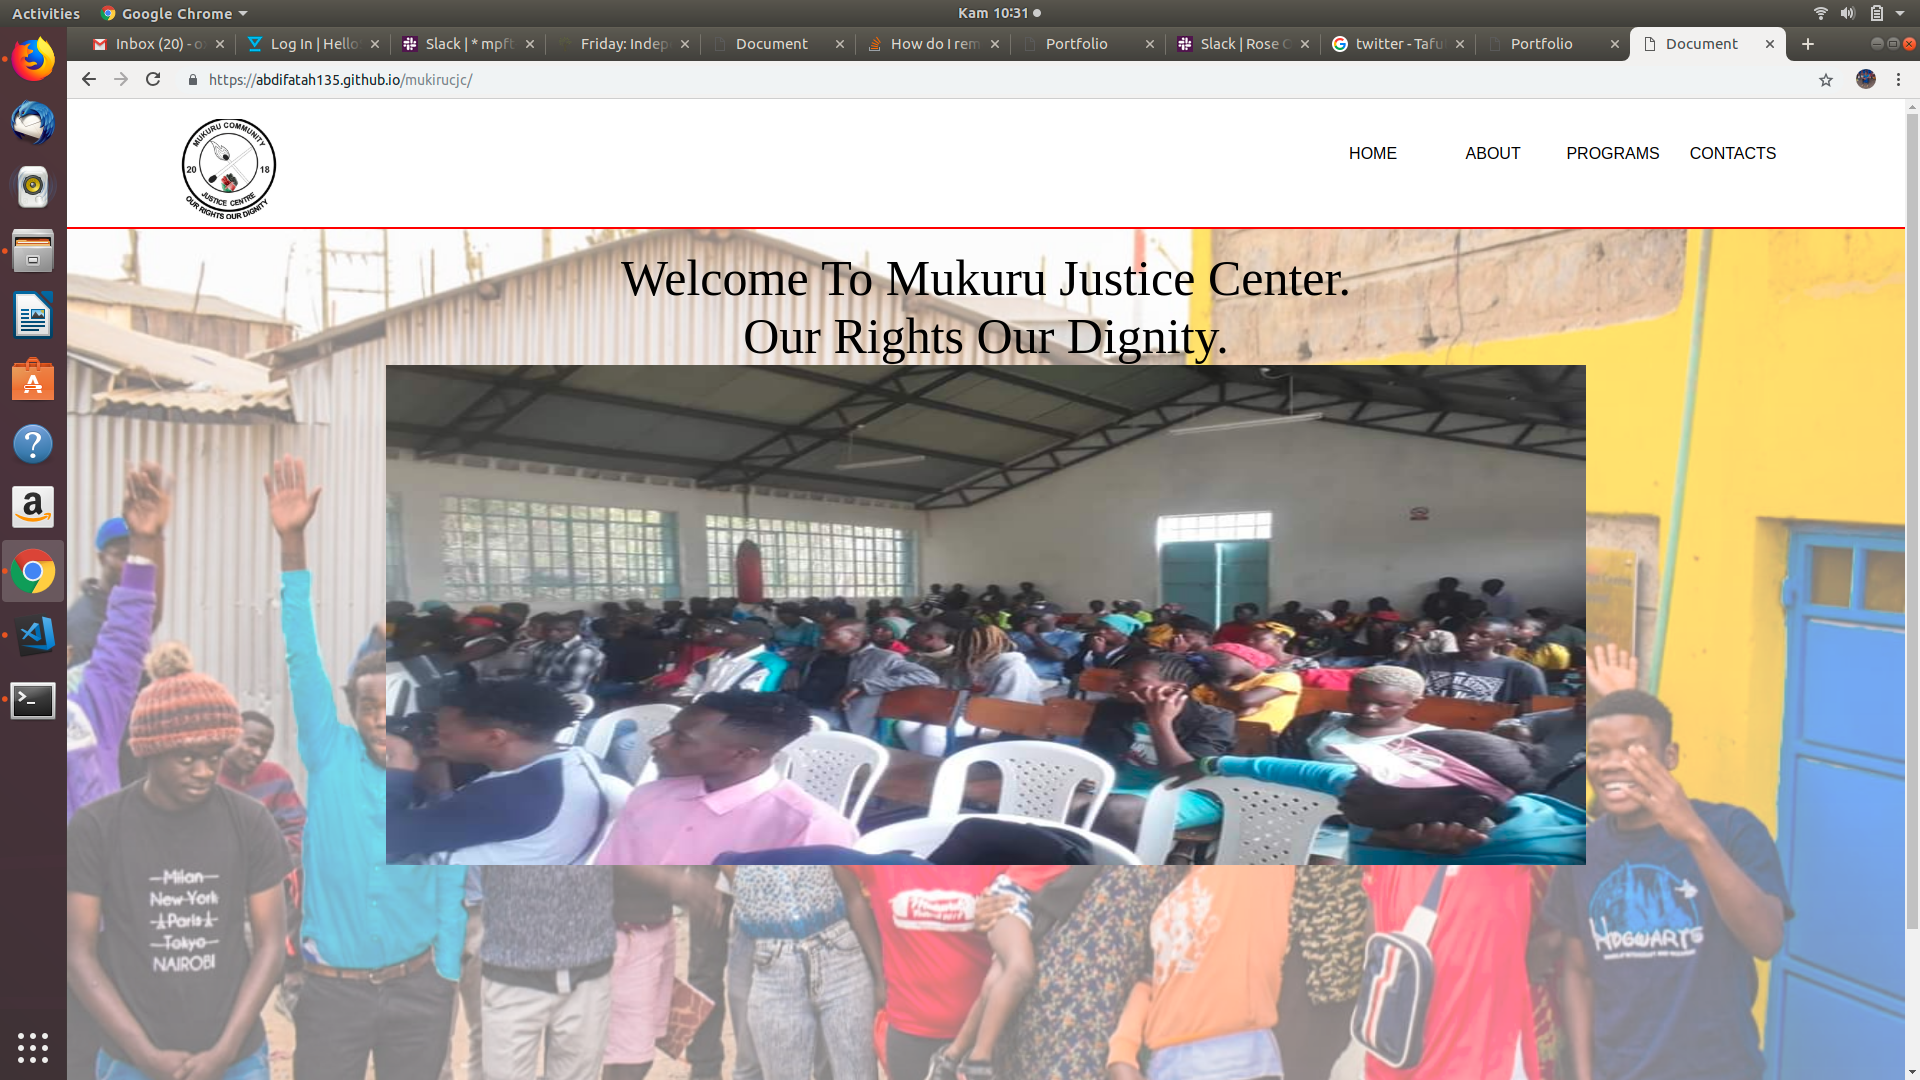 Activities
Google Chrome
Kam 10:31
Inbox (20) - o
Log In | Hello
Slack | * mpft
Friday: Indep
Document
How do I rem
Portfolio
Slack | Rose C
twitter - Tafu
Portfolio
Document
https://abdifatah135.github.io/mukirucjc/
MUKURU COMMUNITY
20 18
JUSTICE CENTRE
OUR RIGHTS OUR DIGNITY
HOME
ABOUT
PROGRAMS
CONTACTS
Welcome To Mukuru Justice Center.
Our Rights Our Dignity.
Milan
New York
Paris
Tokyo
NAIROBI
HOGWARTS